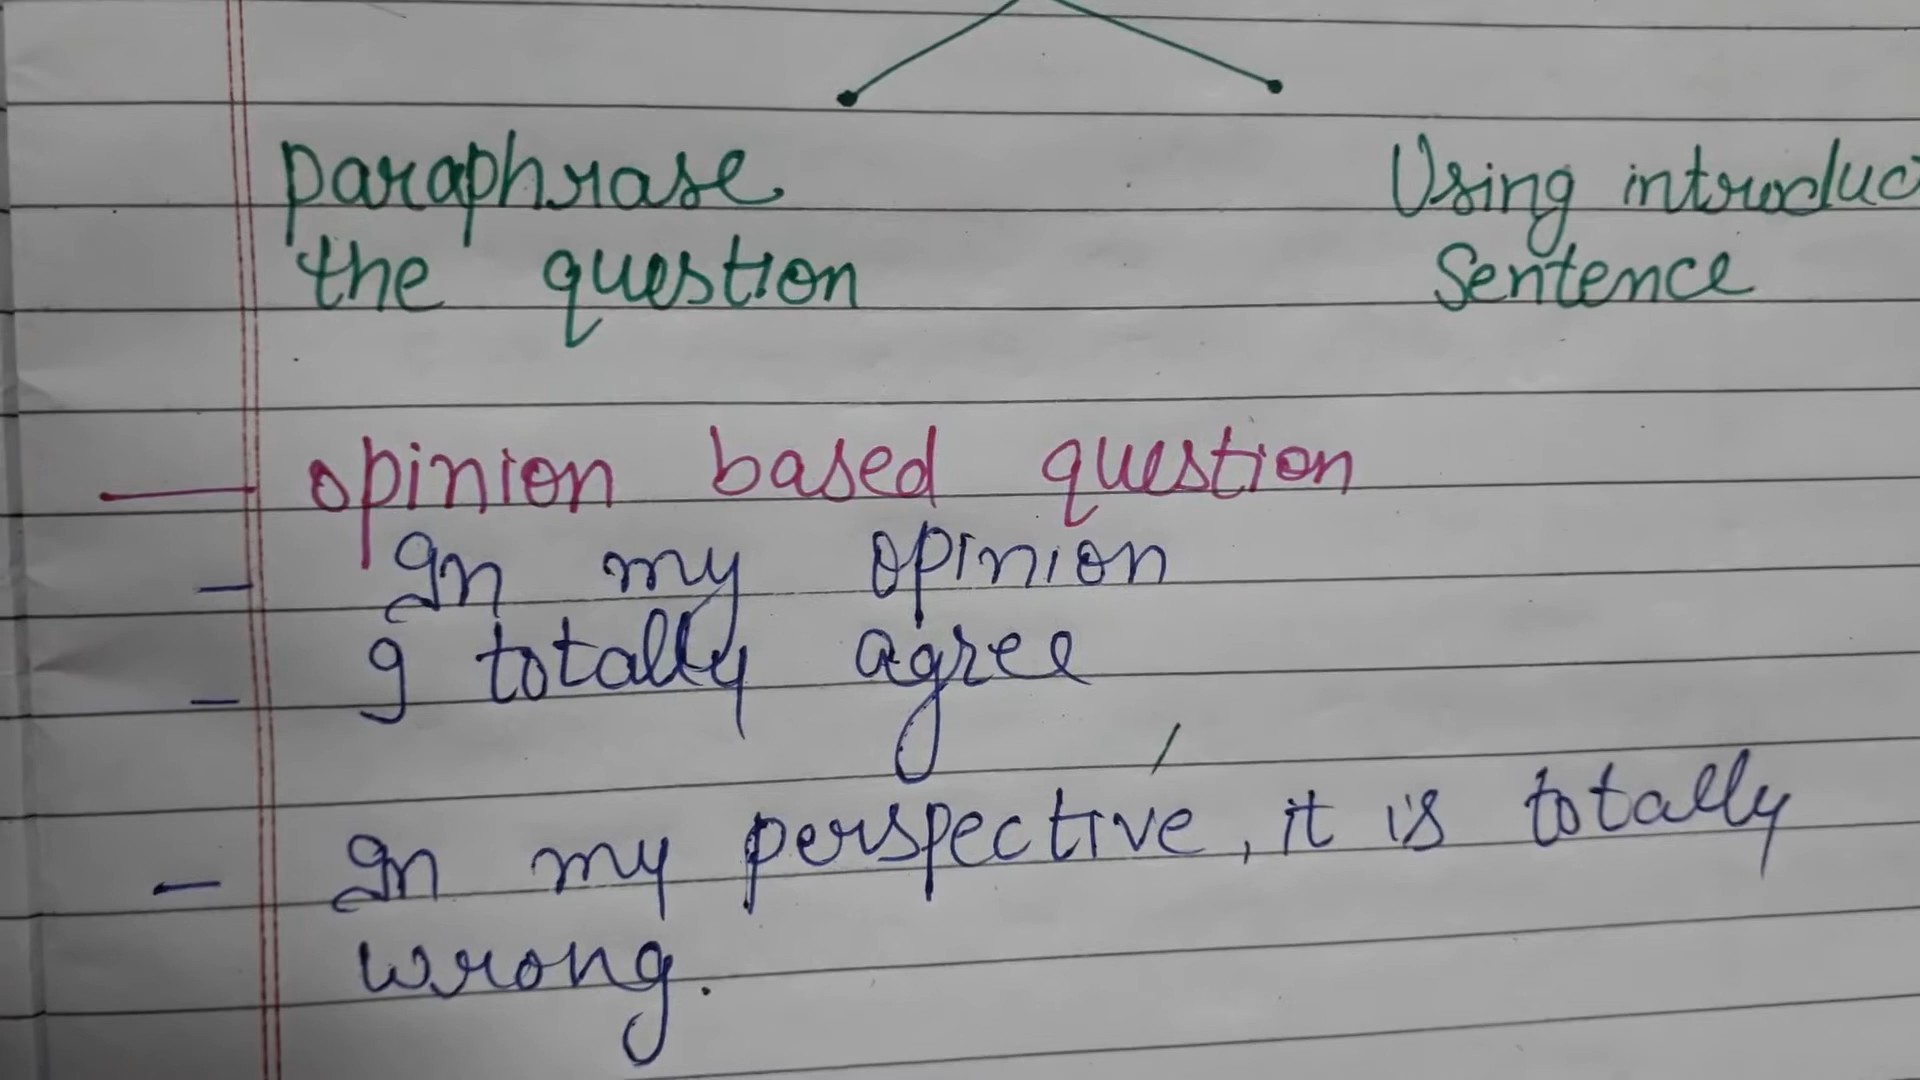 paraphrase
the question
Using introduc
Sentence
opinion based question
In my opinion
I totally agree
In my perspective, it is totally
wrong.